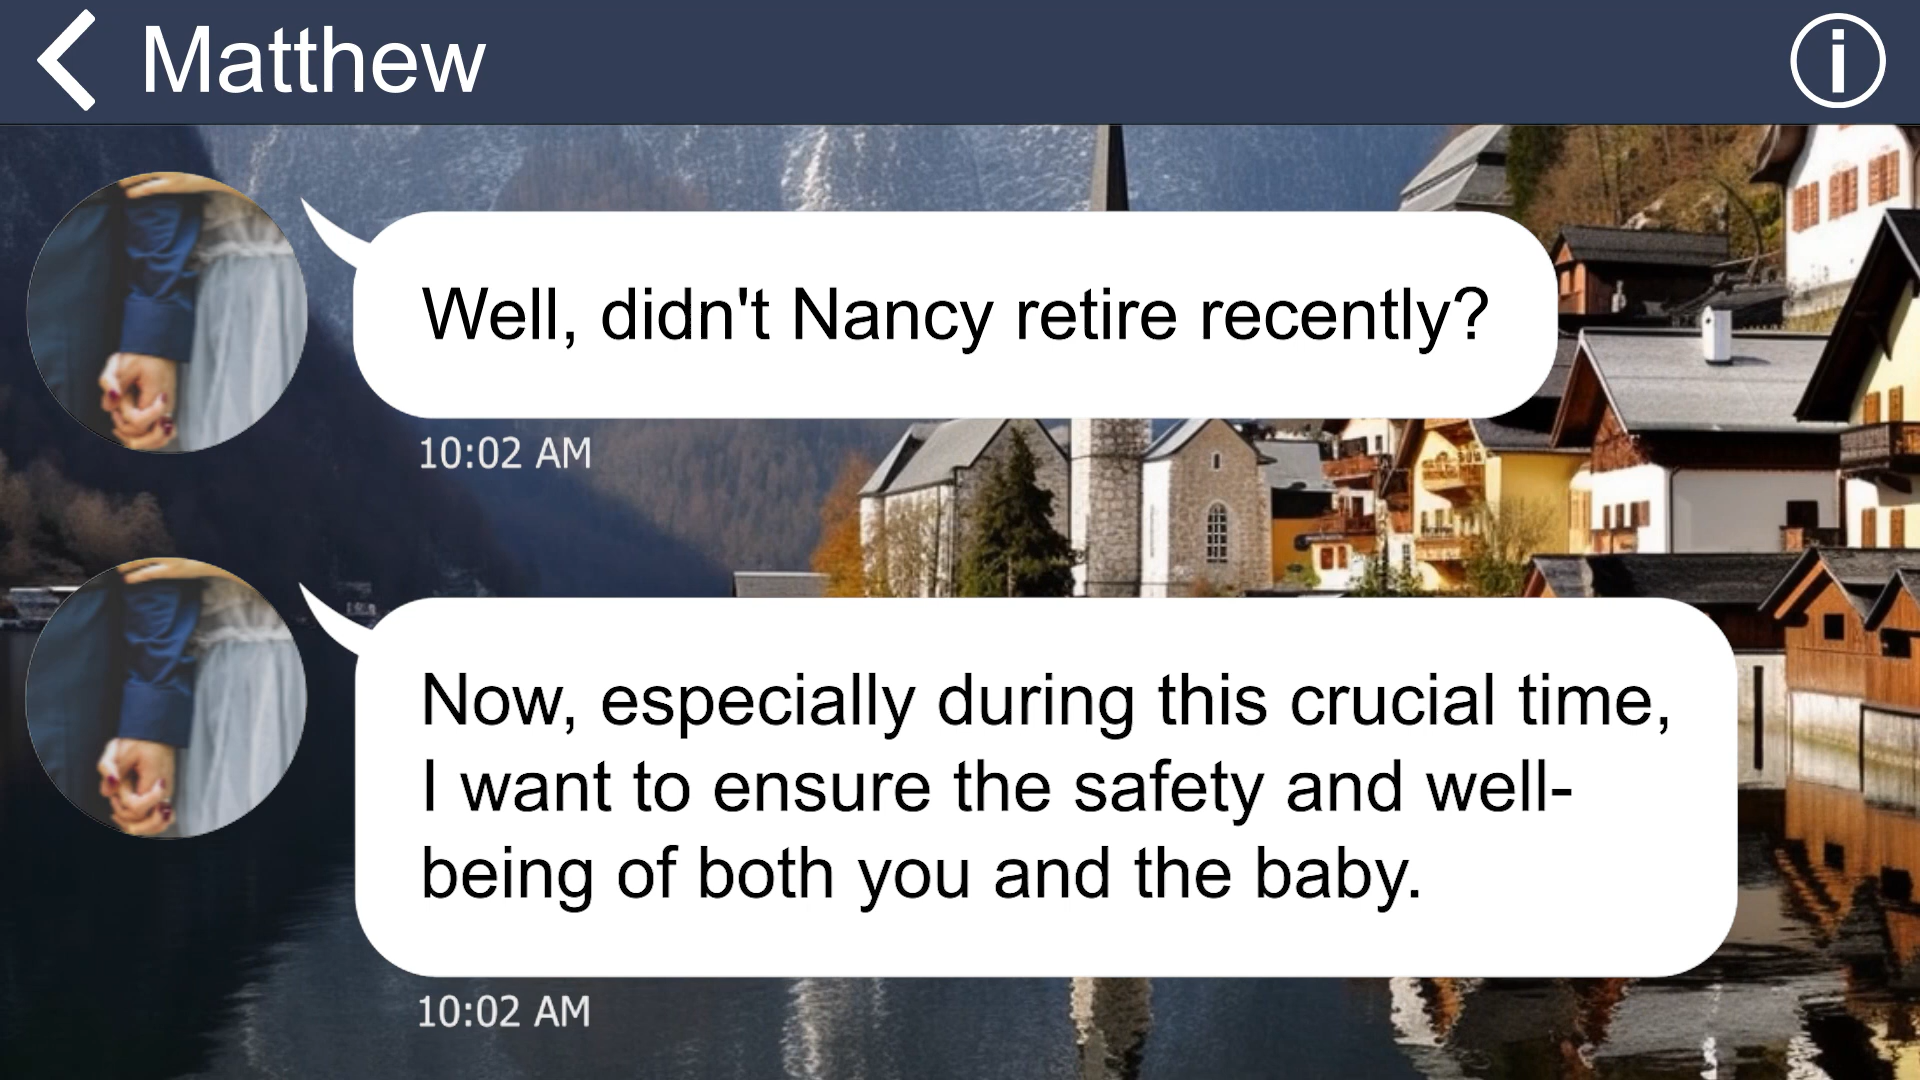 Matthew
Well, didn't Nancy retire recently?
10:02 AM
Now, especially during this crucial time,
I want to ensure the safety and well-
being of both you and the baby.
10:02 AM